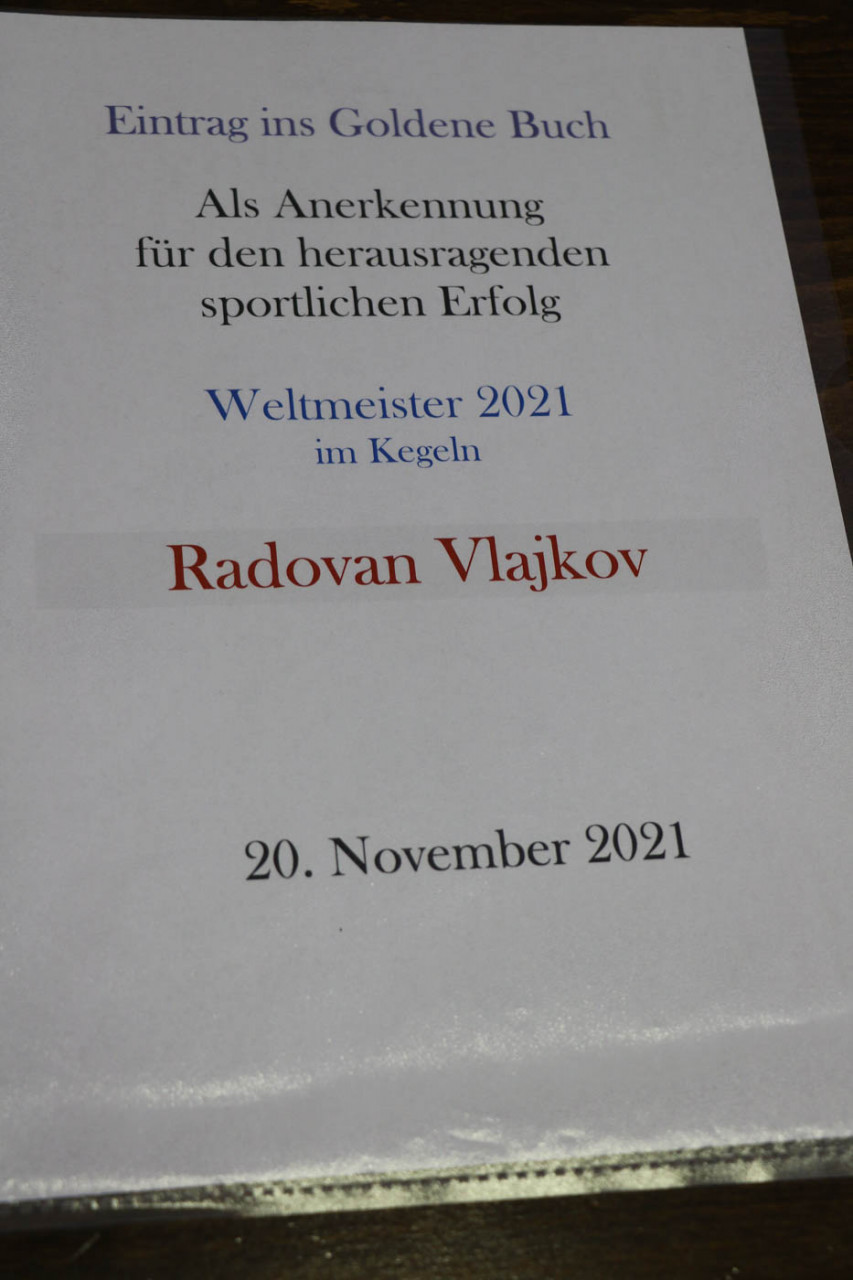 Eintrag ins Goldene Buch
Als Anerkennung
für den herausragenden
sportlichen Erfolg
Weltmeister 2021
im Kegeln
Radovan Vlajkov
20. November 2021